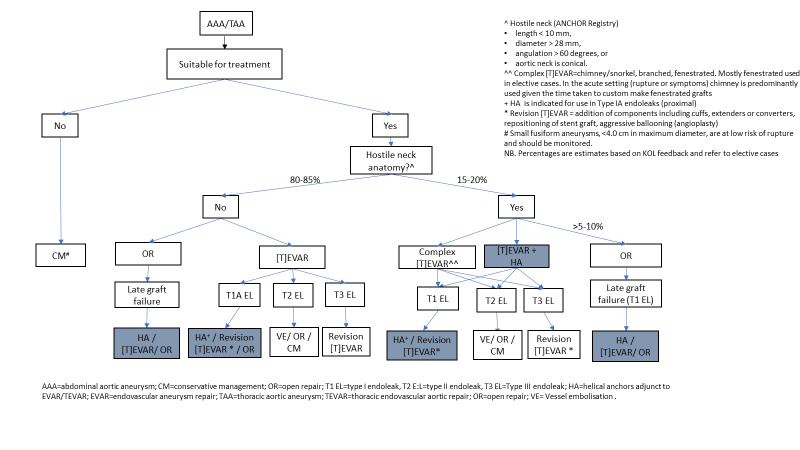 AAA/TAA
Suitable for treatment
No
Yes
Hostile neck
anatomy?^
80-85%
15-20%
No
Yes
>5-10%
CM#
OR
[T]EVAR
Complex
[T]EVAR^^
[T]EVAR +
HA
OR
Late graft
failure
T1A EL
T2 EL
T3 EL
T1 EL
T2 EL
T3 EL
Late graft
failure (T1 EL)
HA /
[T]EVAR/ OR
HA⁺ / Revision
[T]EVAR * / OR
VE/ OR /
CM
Revision
[T]EVAR
HA⁺ / Revision
[T]EVAR*
VE/ OR /
CM
Revision
[T]EVAR *
HA /
[T]EVAR/ OR
^ Hostile neck (ANCHOR Registry)
• length < 10 mm,
• diameter > 28 mm,
• angulation > 60 degrees, or
• aortic neck is conical.
^^ Complex [T]EVAR=chimney/snorkel, branched, fenestrated. Mostly fenestrated used
in elective cases. In the acute setting (rupture or symptoms) chimney is predominantly
used given the time taken to custom make fenestrated grafts
+ HA is indicated for use in Type IA endoleaks (proximal)
* Revision [T]EVAR = addition of components including cuffs, extenders or converters,
repositioning of stent graft, aggressive ballooning (angioplasty)
# Small fusiform aneurysms, <4.0 cm in maximum diameter, are at low risk of rupture
and should be monitored.
NB. Percentages are estimates based on KOL feedback and refer to elective cases
AAA=abdominal aortic aneurysm; CM=conservative management; OR=open repair; T1 EL=type I endoleak, T2 E:L=type II endoleak, T3 EL=Type III endoleak; HA=helical anchors adjunct to
EVAR/TEVAR; EVAR=endovascular aneurysm repair; TAA=thoracic aortic aneurysm; TEVAR=thoracic endovascular aortic repair; OR=open repair; VE= Vessel embolisation .